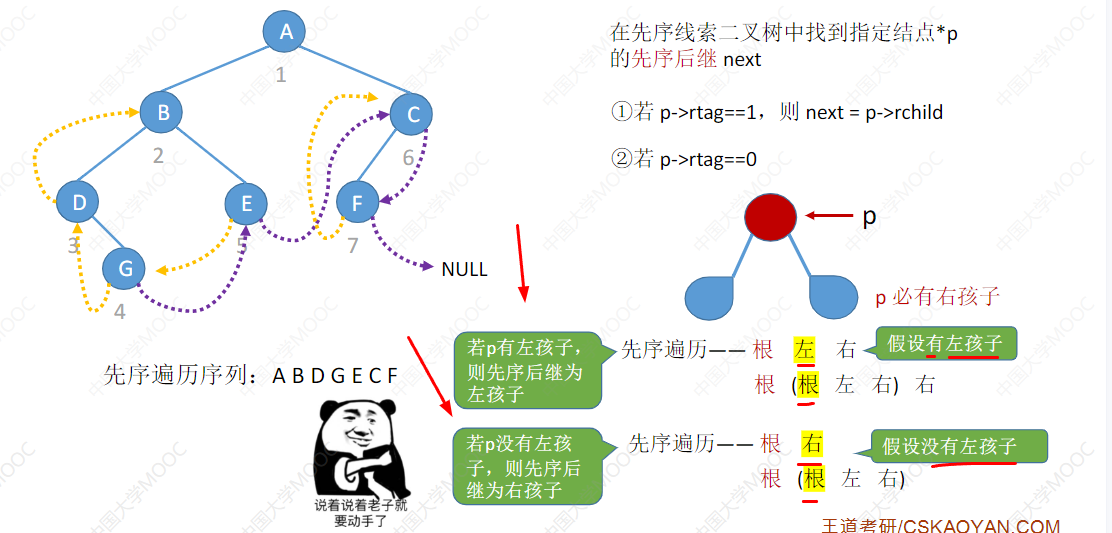 A
1
B
2
C
6
D
3
E
5
F
7
G
4
NULL
先序遍历序列：A B D G E C F
说着说着老子就
要动手了
在先序线索二叉树中找到指定结点*p
的先序后继 next
①若 p->rtag==1，则 next = p->rchild
②若 p->rtag==0
p
p 必有右孩子
若p有左孩子，
则先序后继为
左孩子
先序遍历—— 根 左 右
假设有左孩子
根 (根 左 右) 右
若p没有左孩
子，则先序后
继为右孩子
先序遍历—— 根 右
假设没有左孩子
根 (根 左 右)
王道考研/CSKAOYAN.COM
中国大学MOOC